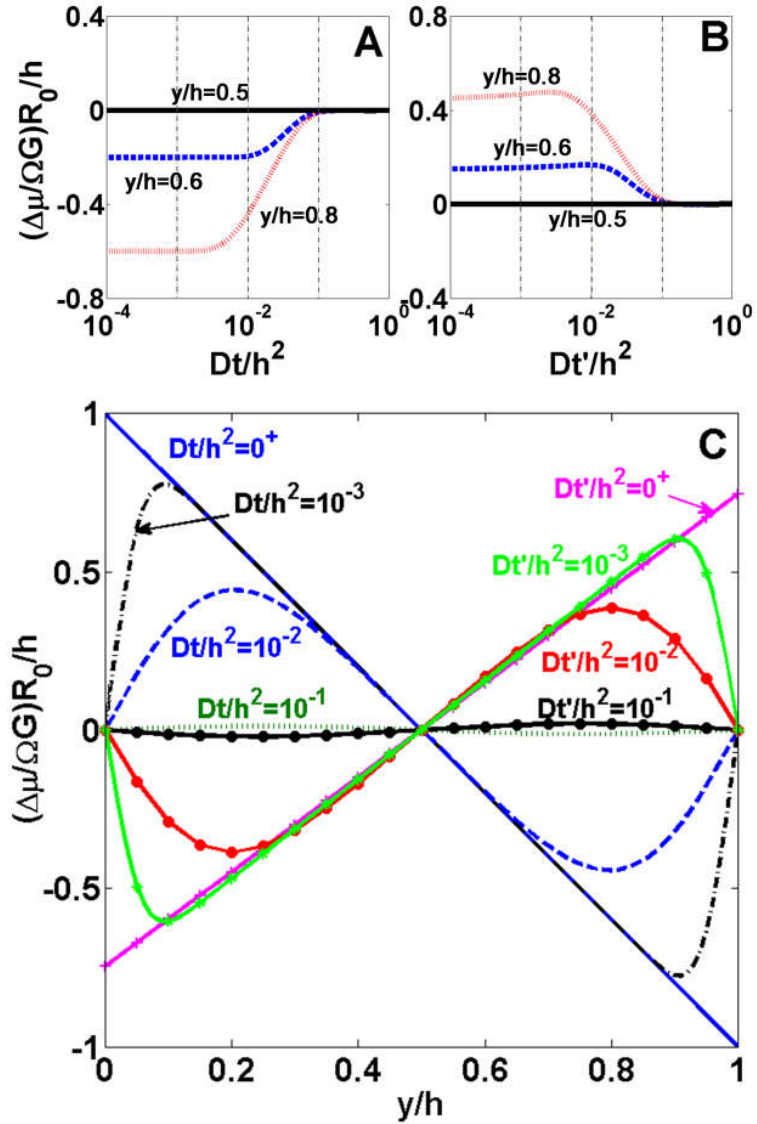 A
(Δμ/ΩG)R₀/h
0.4
0
-0.4
-0.8
y/h=0.5
y/h=0.6
y/h=0.8
10⁻⁴ 10⁻² 10⁰
Dt/h²
B
0.8
0.4
0
-0.4
y/h=0.8
y/h=0.6
y/h=0.5
10⁻⁴ 10⁻² 10⁰
Dt'/h²
C
(Δμ/ΩG)R₀/h
1
0.5
0
-0.5
-1
Dt/h²=0⁺
Dt/h²=10⁻³
Dt'/h²=0⁺
Dt'/h²=10⁻³
Dt/h²=10⁻²
Dt'/h²=10⁻²
Dt/h²=10⁻¹
Dt'/h²=10⁻¹
0 0.2 0.4 0.6 0.8 1
y/h